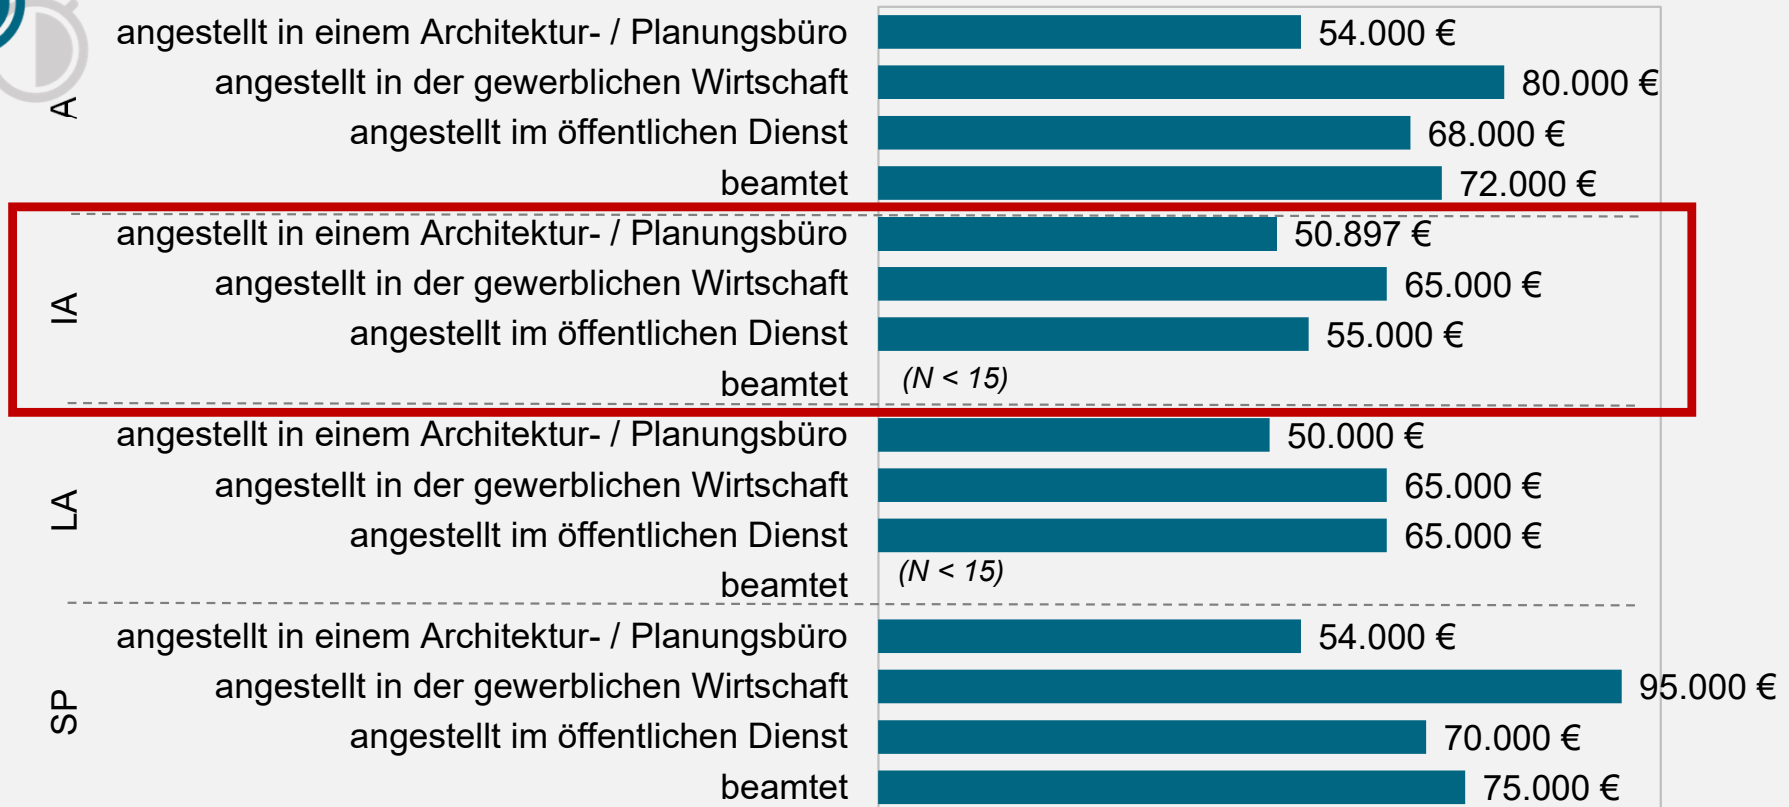 A
angestellt in einem Architektur- / Planungsbüro 54.000 €
angestellt in der gewerblichen Wirtschaft 80.000 €
angestellt im öffentlichen Dienst 68.000 €
beamtet 72.000 €
IA
angestellt in einem Architektur- / Planungsbüro 50.897 €
angestellt in der gewerblichen Wirtschaft 65.000 €
angestellt im öffentlichen Dienst 55.000 €
beamtet (N < 15)
LA
angestellt in einem Architektur- / Planungsbüro 50.000 €
angestellt in der gewerblichen Wirtschaft 65.000 €
angestellt im öffentlichen Dienst 65.000 €
beamtet (N < 15)
SP
angestellt in einem Architektur- / Planungsbüro 54.000 €
angestellt in der gewerblichen Wirtschaft 95.000 €
angestellt im öffentlichen Dienst 70.000 €
beamtet 75.000 €